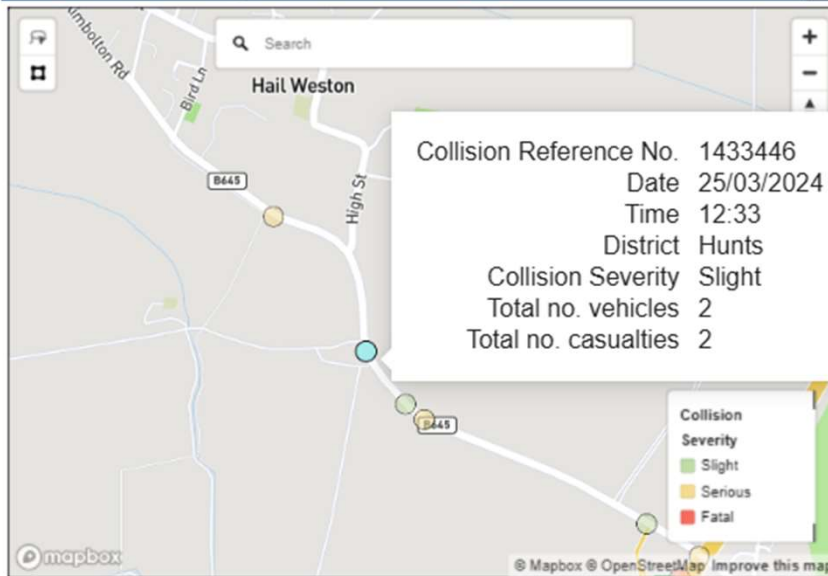 Search
Kimbolton Rd
Bird Ln
Hail Weston
B645
High St
Collision Reference No. 1433446
Date 25/03/2024
Time 12:33
District Hunts
Collision Severity Slight
Total no. vehicles 2
Total no. casualties 2
B645
Collision
Severity
Slight
Serious
Fatal
mapbox
© Mapbox © OpenStreetMap Improve this map